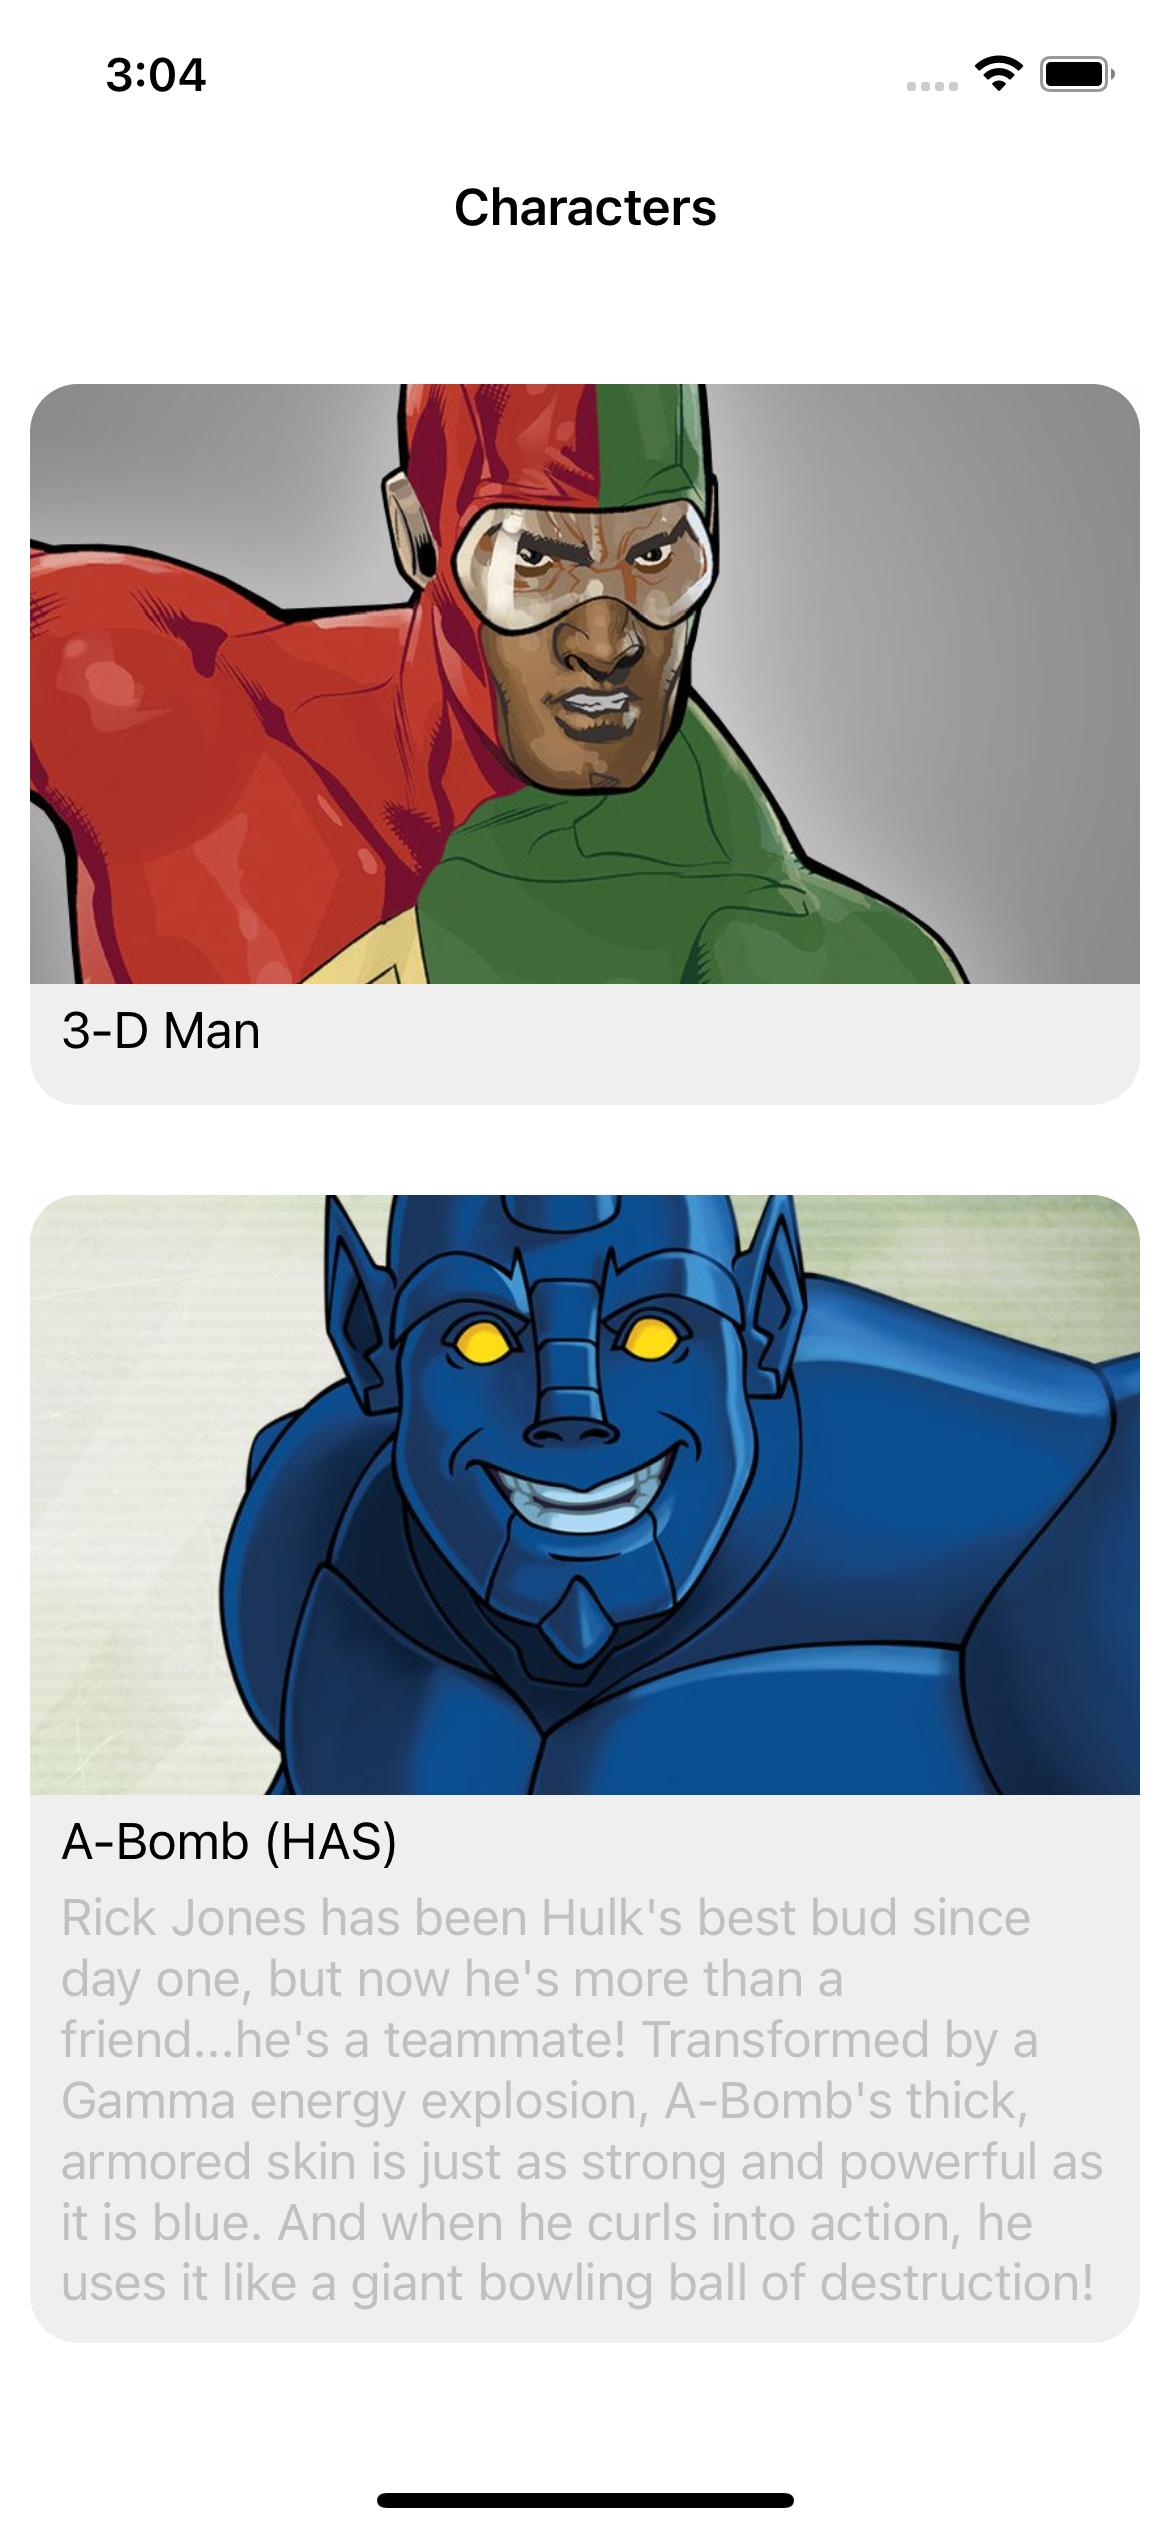 3:04
Characters
3-D Man
A-Bomb (HAS)
Rick Jones has been Hulk's best bud since
day one, but now he's more than a
friend...he's a teammate! Transformed by a
Gamma energy explosion, A-Bomb's thick,
armored skin is just as strong and powerful as
it is blue. And when he curls into action, he
uses it like a giant bowling ball of destruction!